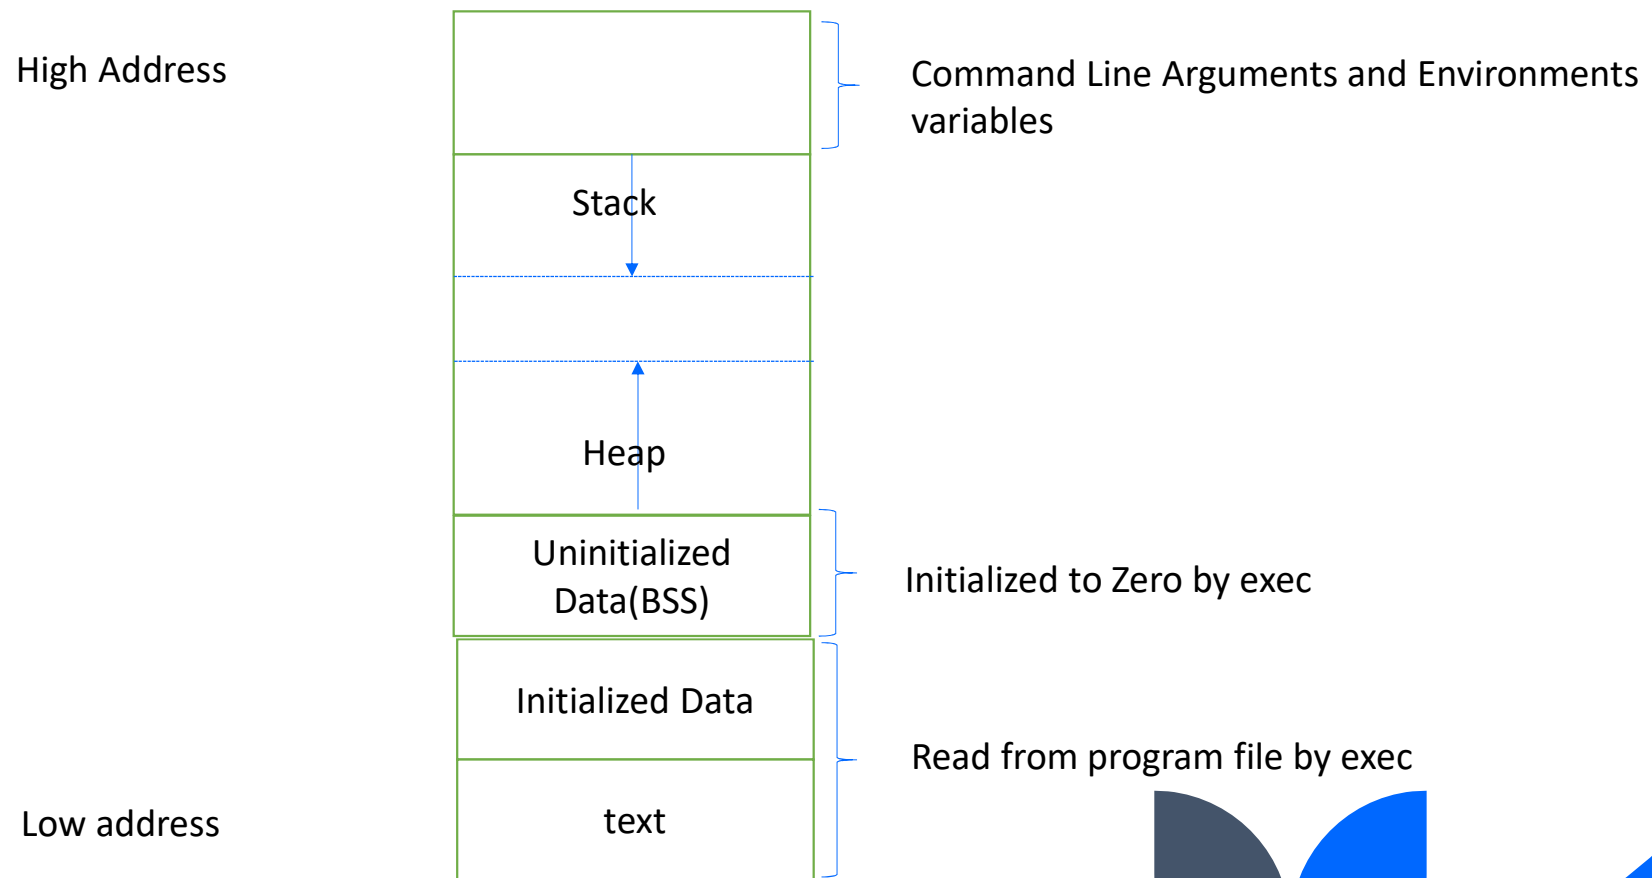 High Address
Command Line Arguments and Environments
variables
Stack
Heap
Uninitialized
Data(BSS)
Initialized to Zero by exec
Initialized Data
Read from program file by exec
Low address
text